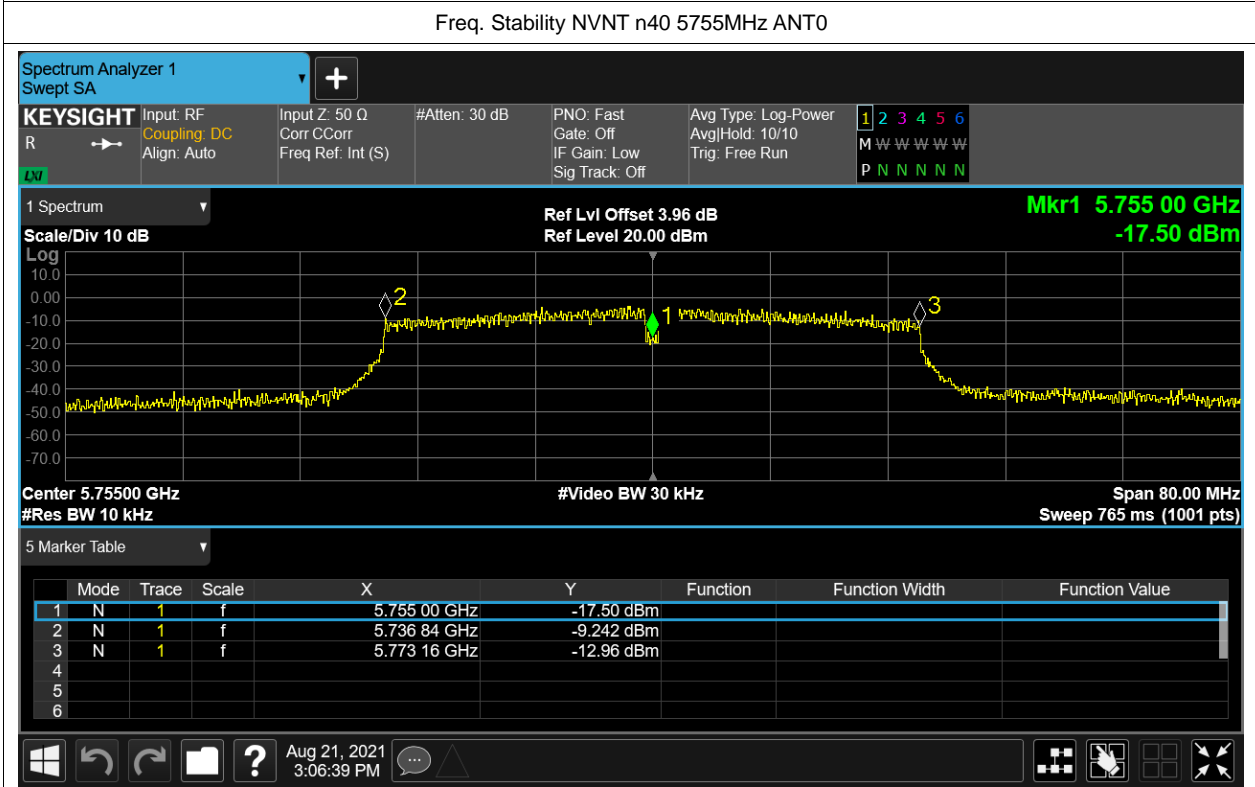 Freq. Stability NVNT n40 5755MHz ANT0
Spectrum Analyzer 1
Swept SA
+
KEYSIGHT Input: RF Input Z: 50 Ω #Atten: 30 dB PNO: Fast Avg Type: Log-Power 1 2 3 4 5 6
R Coupling: DC Corr CCorr Gate: Off Avg|Hold: 10/10 M W W W W W
Align: Auto Freq Ref: Int (S) IF Gain: Low Trig: Free Run
LXI Sig Track: Off P N N N N N
1 Spectrum Ref Lvl Offset 3.96 dB Mkr1 5.755 00 GHz
Scale/Div 10 dB Ref Level 20.00 dBm -17.50 dBm
Log
10.0
0.00 2 3
-10.0 1
-20.0
-30.0
-40.0
-50.0
-60.0
-70.0
Center 5.75500 GHz #Video BW 30 kHz Span 80.00 MHz
#Res BW 10 kHz Sweep 765 ms (1001 pts)
5 Marker Table
Mode Trace Scale X Y Function Function Width Function Value
1 N 1 f 5.755 00 GHz -17.50 dBm
2 N 1 f 5.736 84 GHz -9.242 dBm
3 N 1 f 5.773 16 GHz -12.96 dBm
4
5
6
? Aug 21, 2021
3:06:39 PM